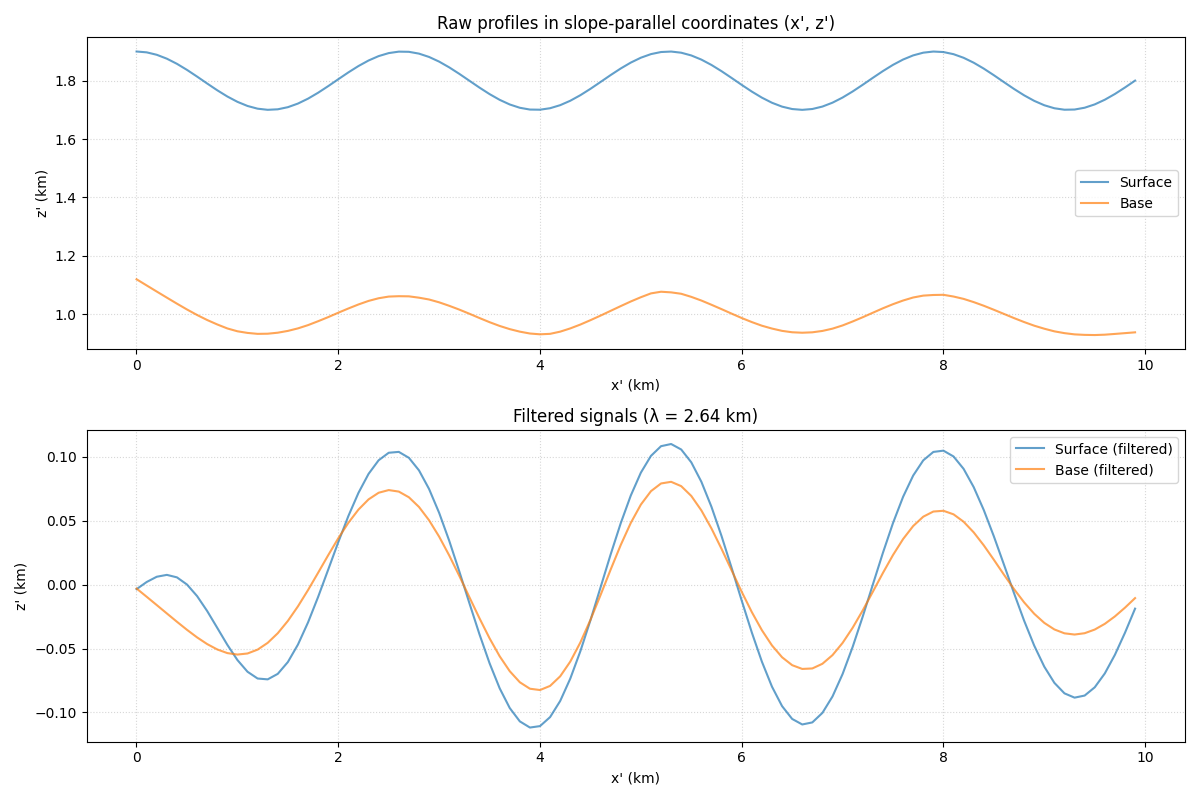 Raw profiles in slope-parallel coordinates (x', z')
1.8
1.6
1.4
1.2
1.0
z' (km)
Surface
Base
0 2 4 6 8 10
x' (km)
Filtered signals (λ = 2.64 km)
0.10
0.05
0.00
−0.05
−0.10
z' (km)
Surface (filtered)
Base (filtered)
0 2 4 6 8 10
x' (km)